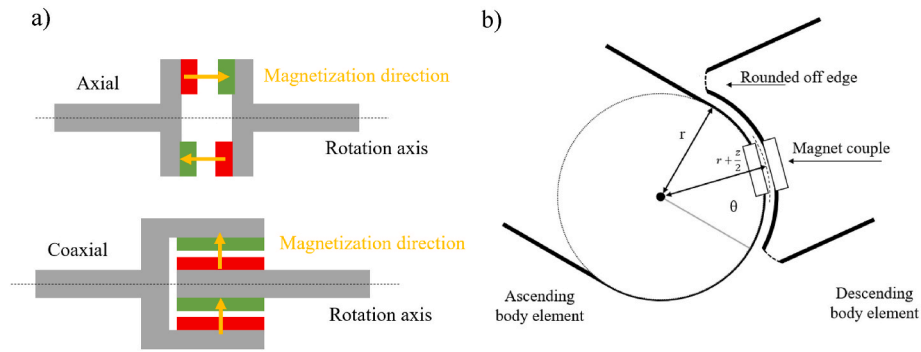 a)
Axial
Magnetization direction
Rotation axis
Coaxial
Magnetization direction
Rotation axis
b)
Rounded off edge
r
Magnet couple
r + z/2
θ
Ascending
body element
Descending
body element